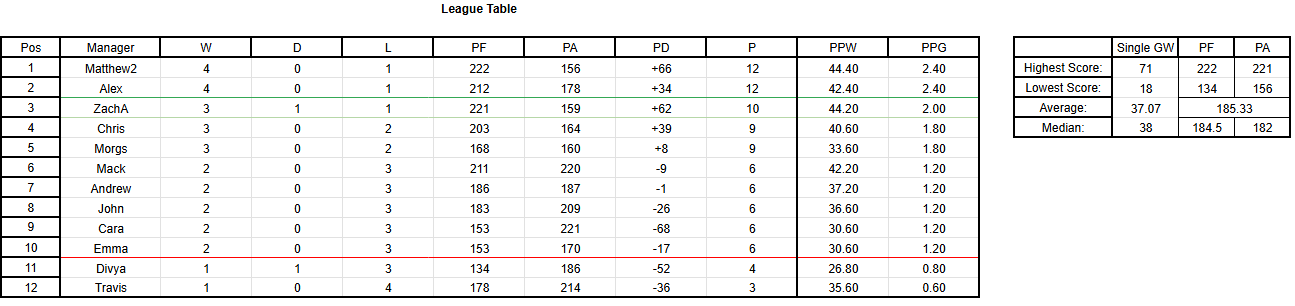 League Table
Pos Manager W D L PF PA PD P PPW PPG Single GW PF PA
1 Matthew2 4 0 1 222 156 +66 12 44.40 2.40 Highest Score: 71 222 221
2 Alex 4 0 1 212 178 +34 12 42.40 2.40 Lowest Score: 18 134 156
3 ZachA 3 1 1 221 159 +62 10 44.20 2.00 Average: 37.07 185.33
4 Chris 3 0 2 203 164 +39 9 40.60 1.80 Median: 38 184.5 182
5 Morgs 3 0 2 168 160 +8 9 33.60 1.80
6 Mack 2 0 3 211 220 -9 6 42.20 1.20
7 Andrew 2 0 3 186 187 -1 6 37.20 1.20
8 John 2 0 3 183 209 -26 6 36.60 1.20
9 Cara 2 0 3 153 221 -68 6 30.60 1.20
10 Emma 2 0 3 153 170 -17 6 30.60 1.20
11 Divya 1 1 3 134 186 -52 4 26.80 0.80
12 Travis 1 0 4 178 214 -36 3 35.60 0.60